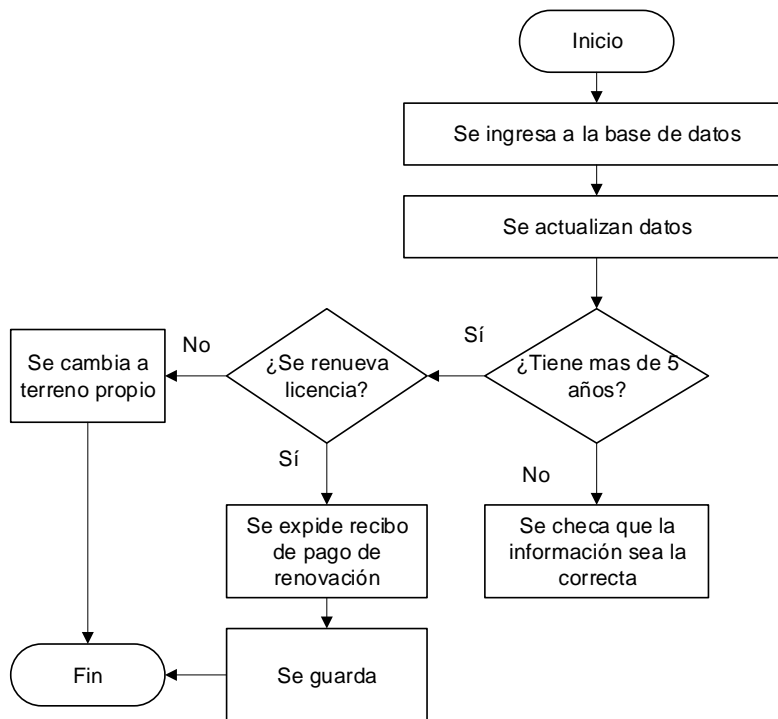 Inicio
Se ingresa a la base de datos
Se actualizan datos
¿Tiene mas de 5
años?
Sí
¿Se renueva
licencia?
No
Se cambia a
terreno propio
Sí
No
Se expide recibo
de pago de
renovación
Se checa que la
información sea la
correcta
Se guarda
Fin